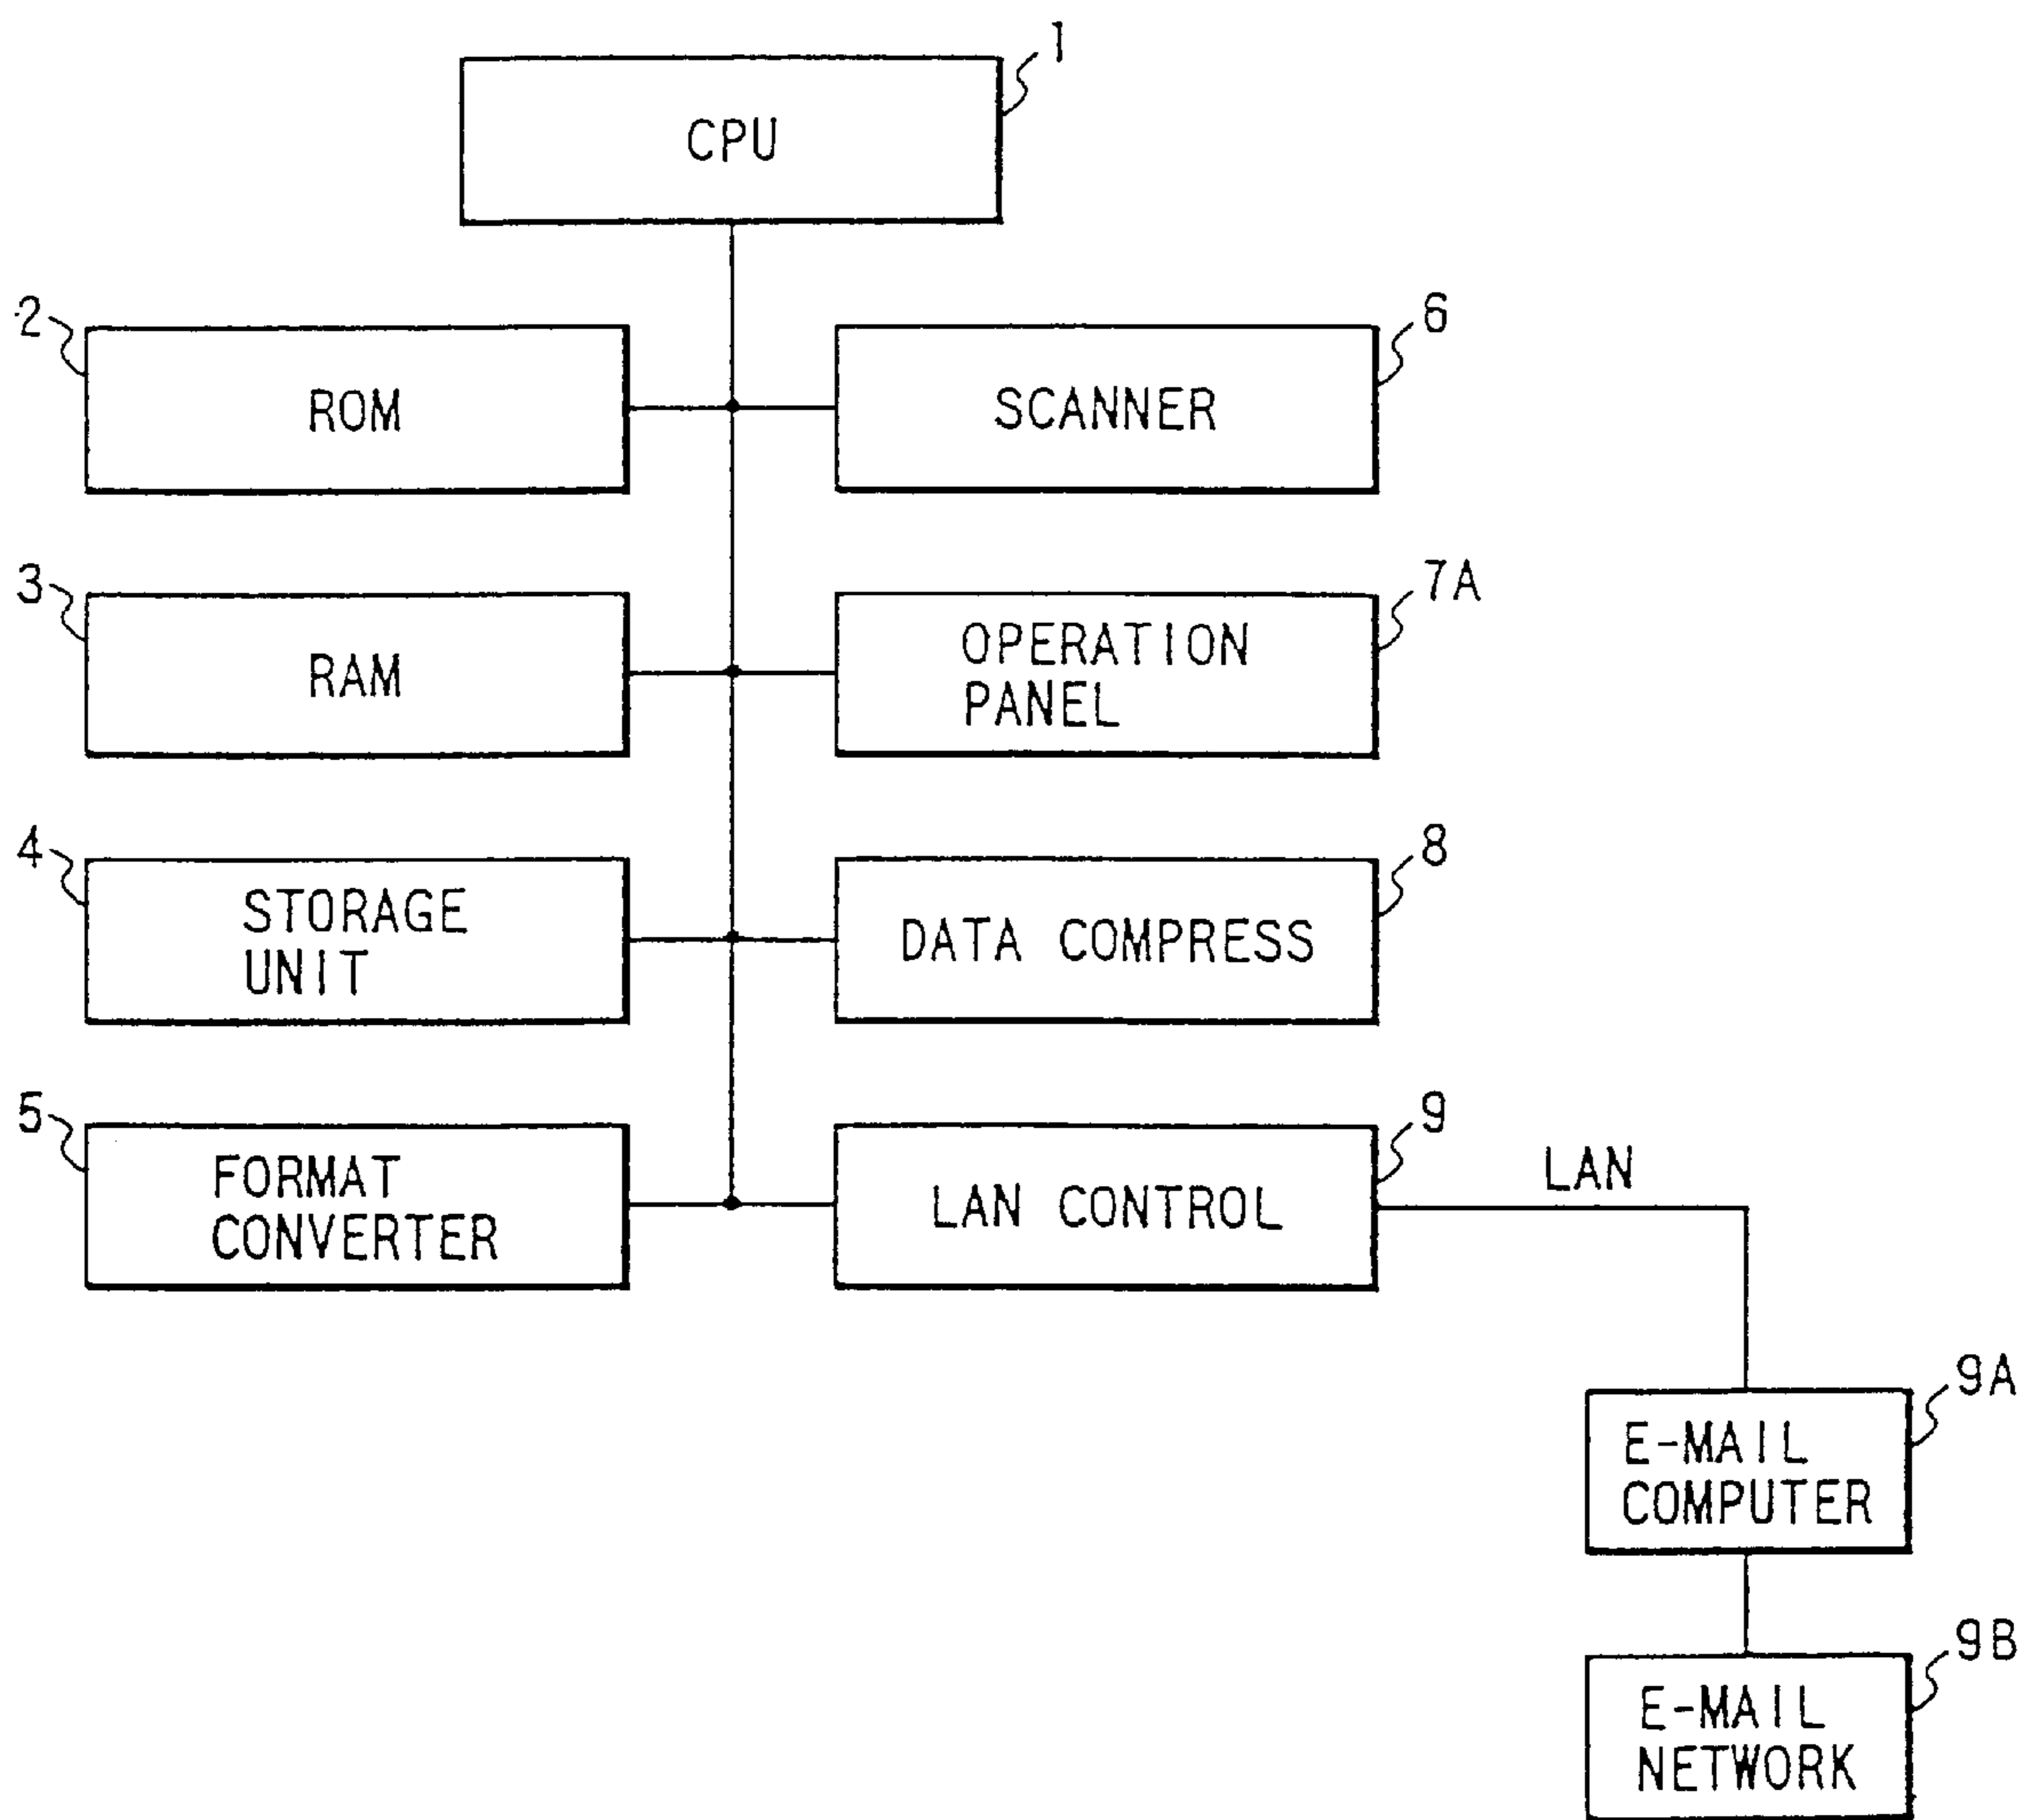 1
CPU
2
ROM
6
SCANNER
3
RAM
7A
OPERATION
PANEL
4
STORAGE
UNIT
8
DATA COMPRESS
5
FORMAT
CONVERTER
9
LAN CONTROL
LAN
9A
E-MAIL
COMPUTER
9B
E-MAIL
NETWORK